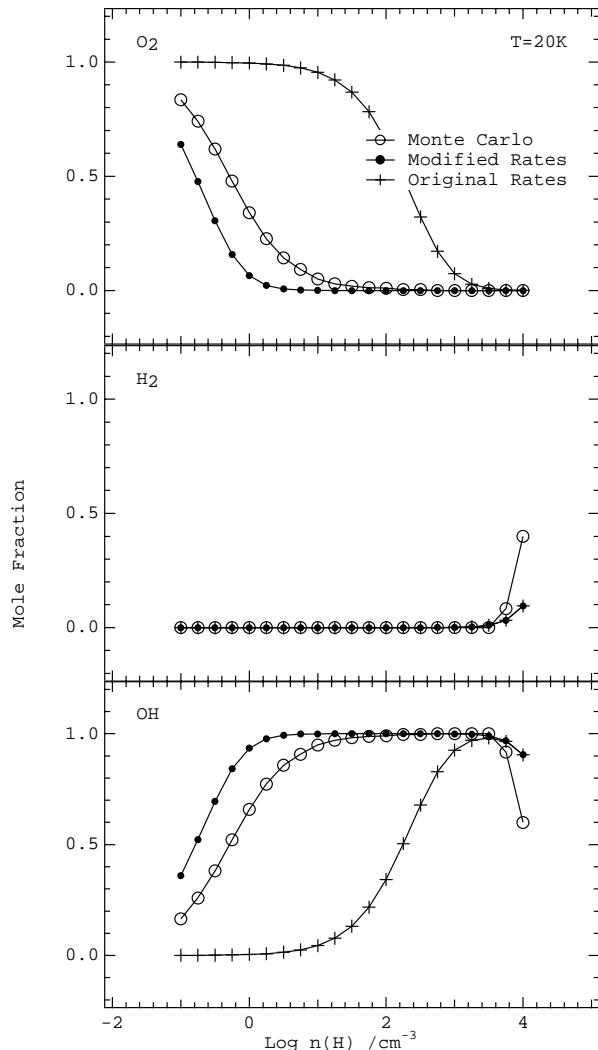 O2 T=20K
1.0
Monte Carlo
Modified Rates
Original Rates
0.5
0.0
H2
1.0
0.5
0.0
Mole Fraction
OH
1.0
0.5
0.0
-2 0 2 4
Log n(H) /cm-3